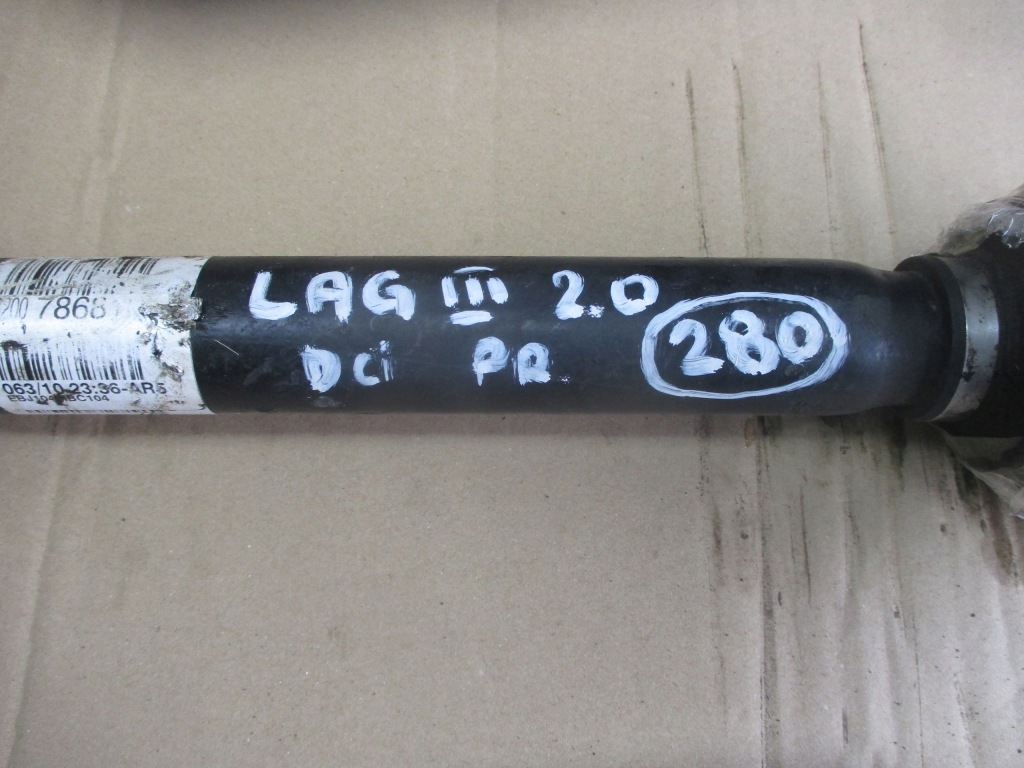 200 7868
063/10-23:36-AR5
LAG III 2.0
DCi PR
280